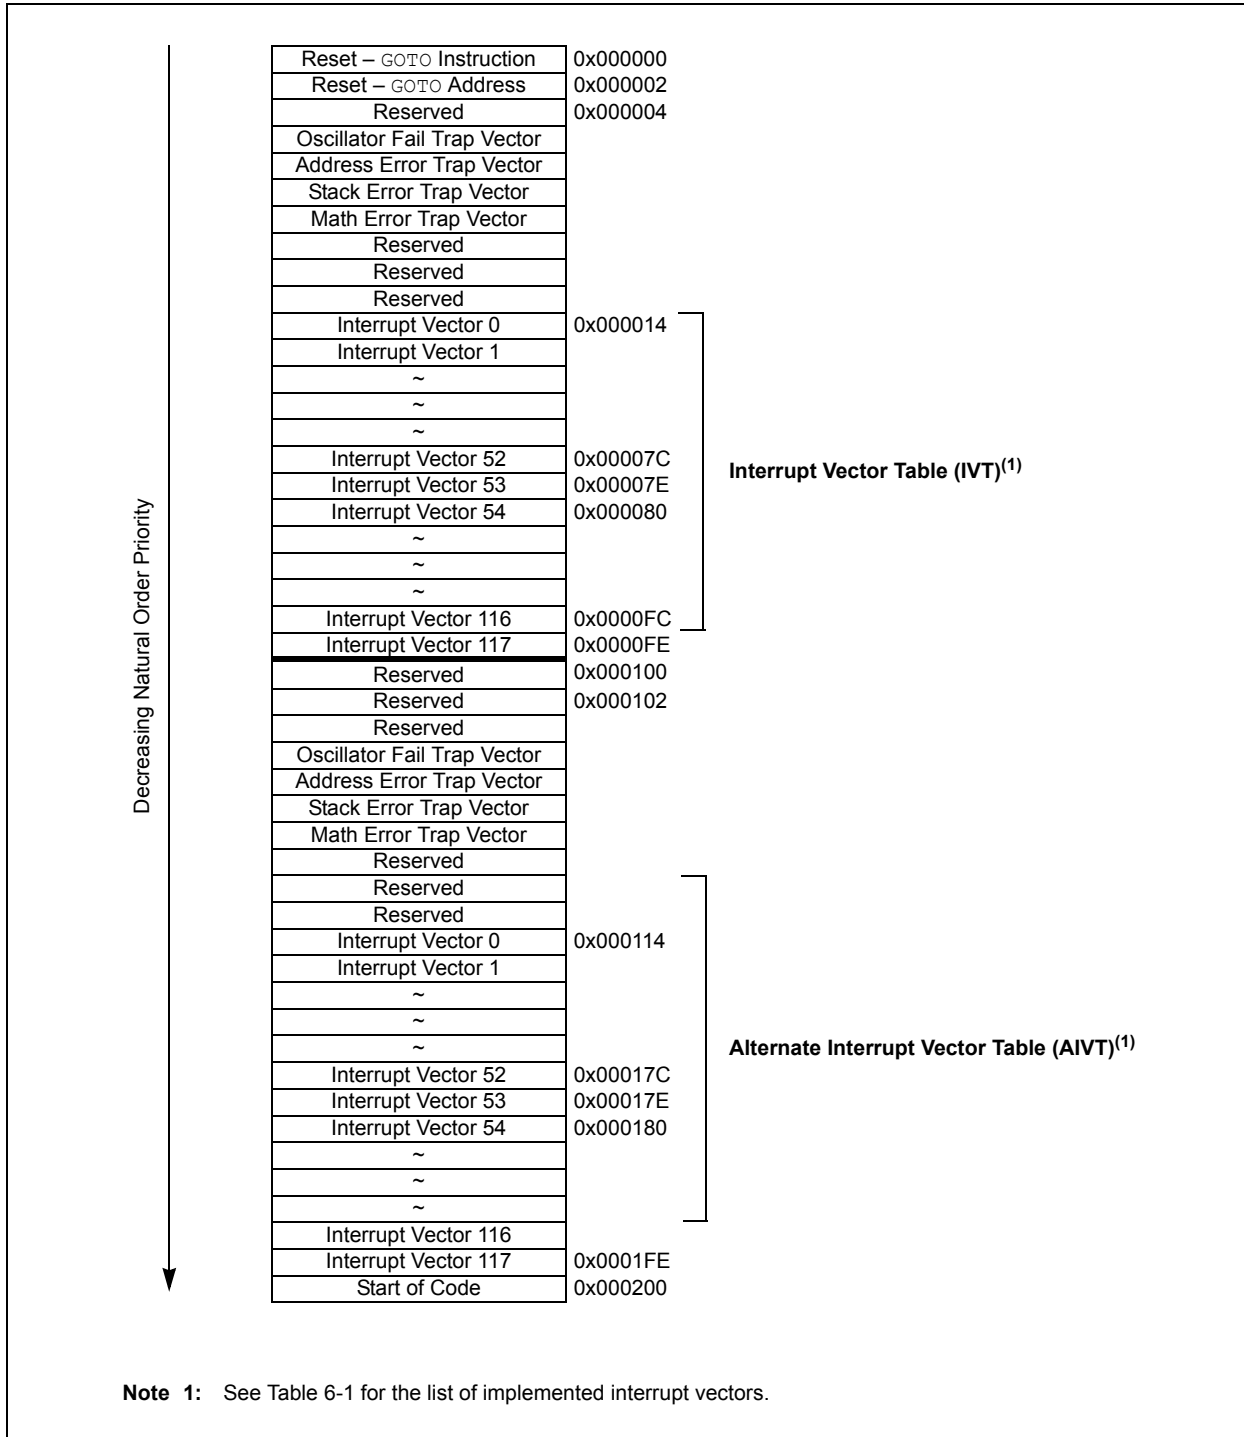 Reset – GOTO Instruction 0x000000
Reset – GOTO Address 0x000002
Reserved 0x000004
Oscillator Fail Trap Vector
Address Error Trap Vector
Stack Error Trap Vector
Math Error Trap Vector
Reserved
Reserved
Reserved
Interrupt Vector 0 0x000014
Interrupt Vector 1
~
~
~
Interrupt Vector 52 0x00007C
Interrupt Vector Table (IVT)(1)
Interrupt Vector 53 0x00007E
Interrupt Vector 54 0x000080
~
~
~
Interrupt Vector 116 0x0000FC
Interrupt Vector 117 0x0000FE
Decreasing Natural Order Priority
Reserved 0x000100
Reserved 0x000102
Reserved
Oscillator Fail Trap Vector
Address Error Trap Vector
Stack Error Trap Vector
Math Error Trap Vector
Reserved
Reserved
Reserved
Interrupt Vector 0 0x000114
Interrupt Vector 1
~
~
~
Alternate Interrupt Vector Table (AIVT)(1)
Interrupt Vector 52 0x00017C
Interrupt Vector 53 0x00017E
Interrupt Vector 54 0x000180
~
~
~
Interrupt Vector 116
Interrupt Vector 117 0x0001FE
Start of Code 0x000200
Note 1: See Table 6-1 for the list of implemented interrupt vectors.